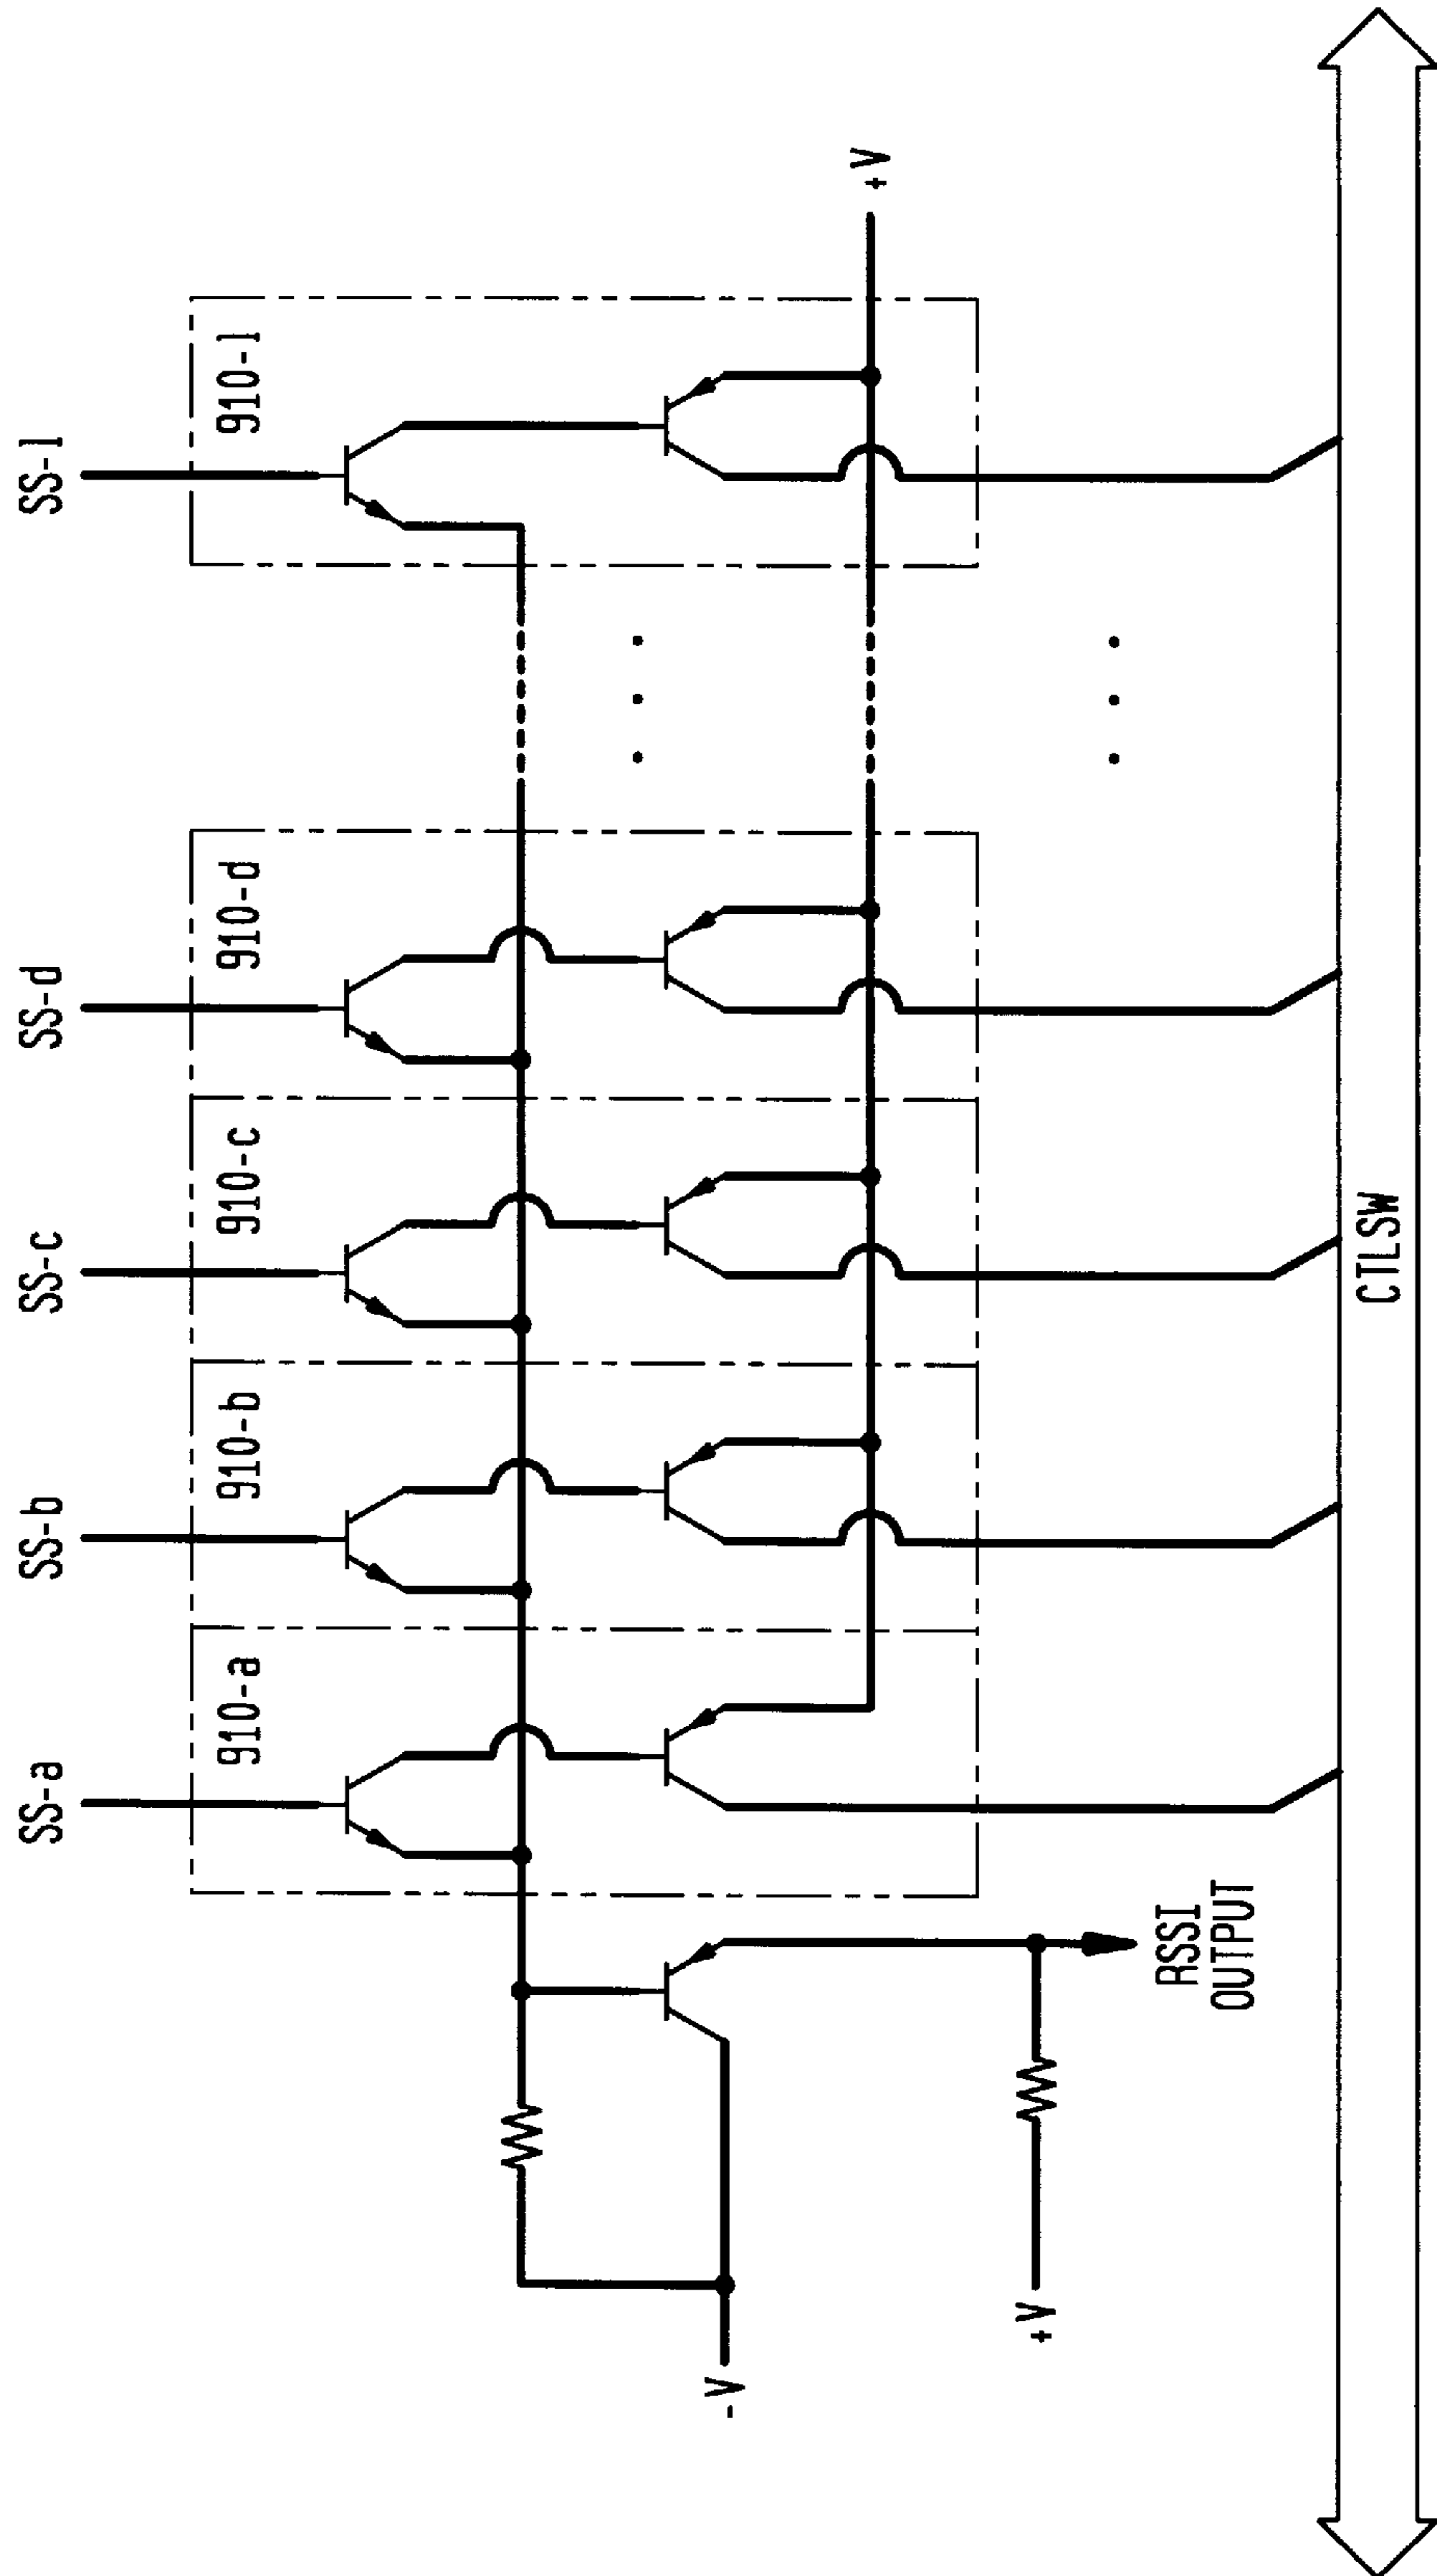 SS-a
SS-b
SS-c
SS-d
SS-l
910-a
910-b
910-c
910-d
910-l
-V
+V
+V
RSSI
OUTPUT
CTLSW